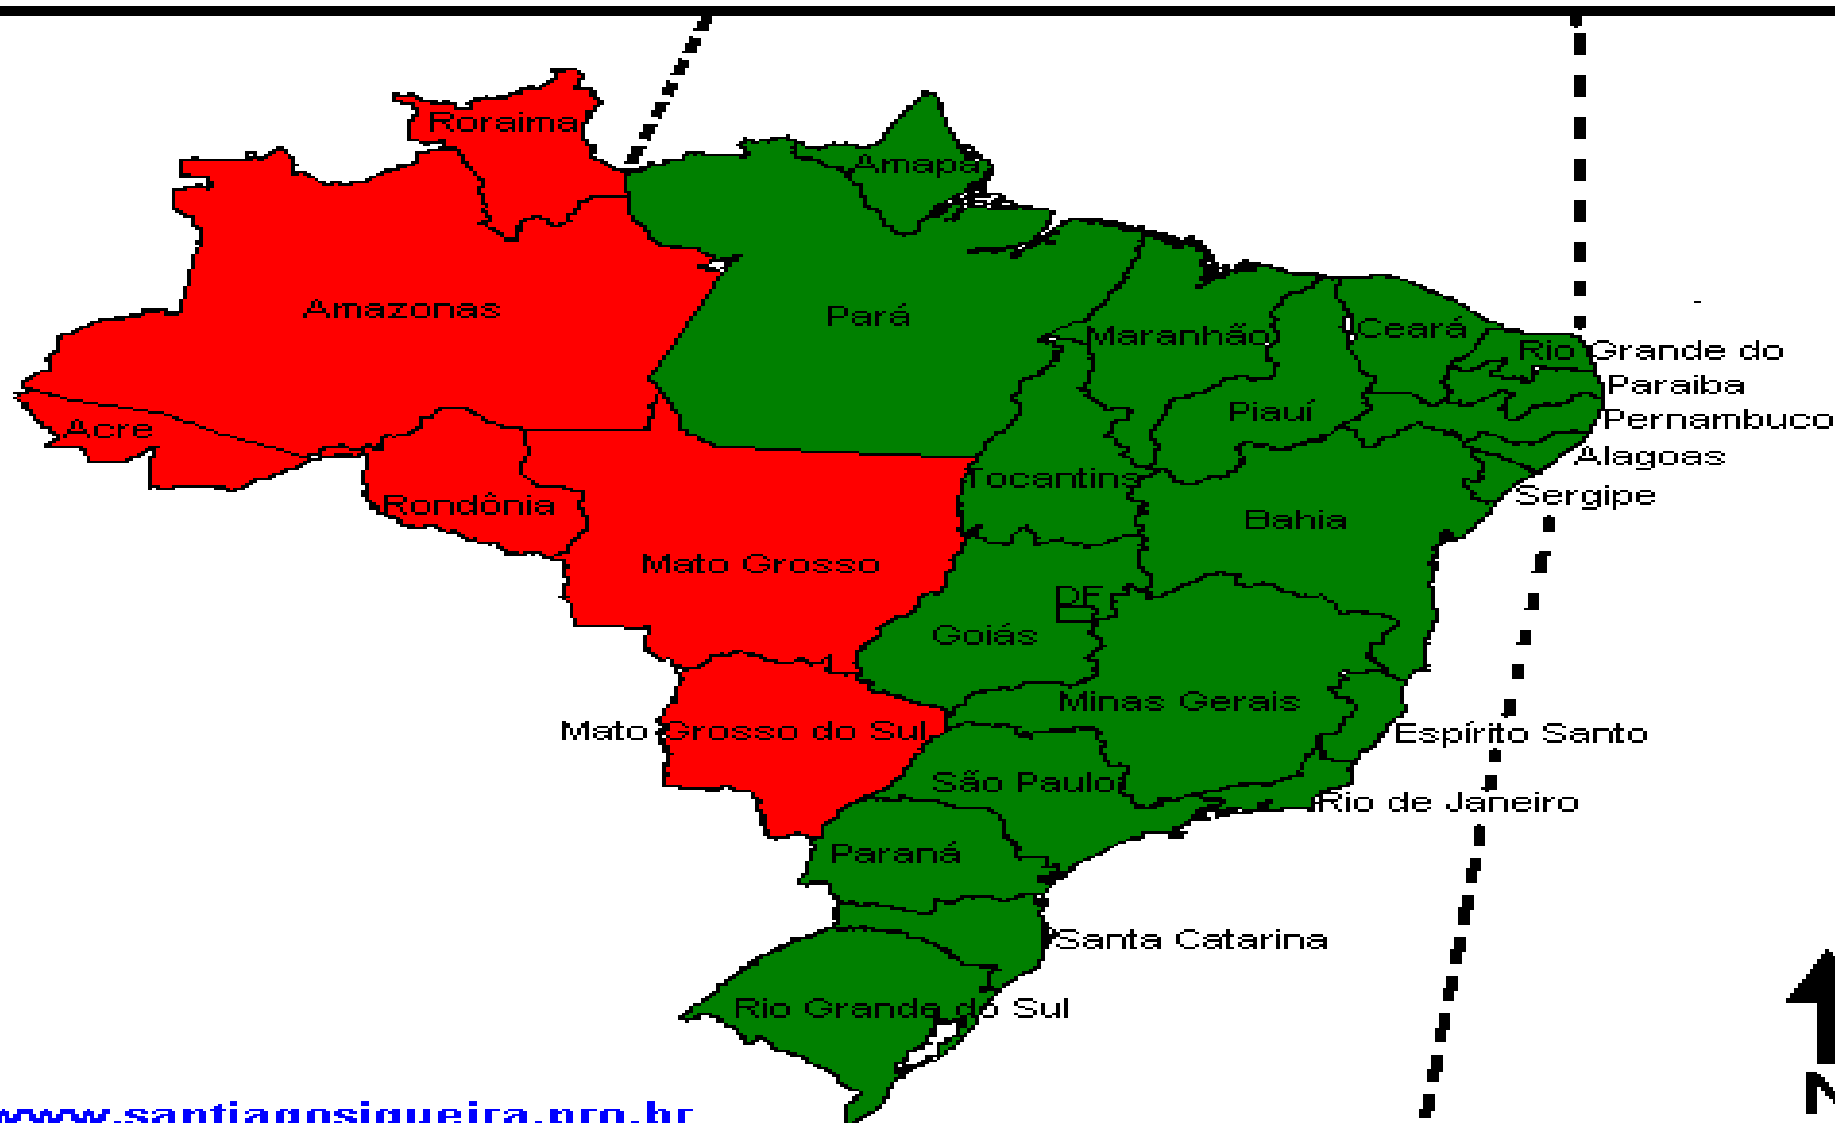 Roraima
Amapá
Amazonas
Pará
Maranhão
Ceará
Rio Grande do
Paraiba
Piauí
Pernambuco
Acre
Alagoas
Tocantins
Rondônia
Sergipe
Bahia
Mato Grosso
DF
Goiás
Minas Gerais
Mato Grosso do Sul
Espírito Santo
São Paulo
Rio de Janeiro
Paraná
Santa Catarina
Rio Grande do Sul
N
www.santiagosiqueira.pro.br